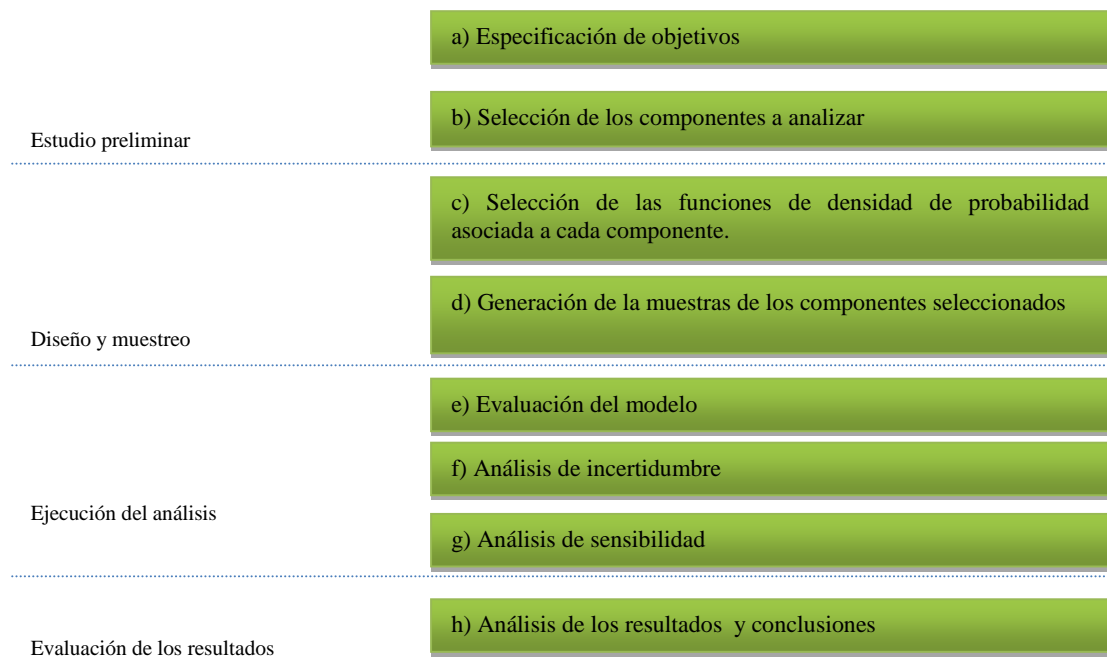 a) Especificación de objetivos
b) Selección de los componentes a analizar
Estudio preliminar
c) Selección de las funciones de densidad de probabilidad
asociada a cada componente.
d) Generación de la muestras de los componentes seleccionados
Diseño y muestreo
e) Evaluación del modelo
f) Análisis de incertidumbre
Ejecución del análisis
g) Análisis de sensibilidad
h) Análisis de los resultados y conclusiones
Evaluación de los resultados